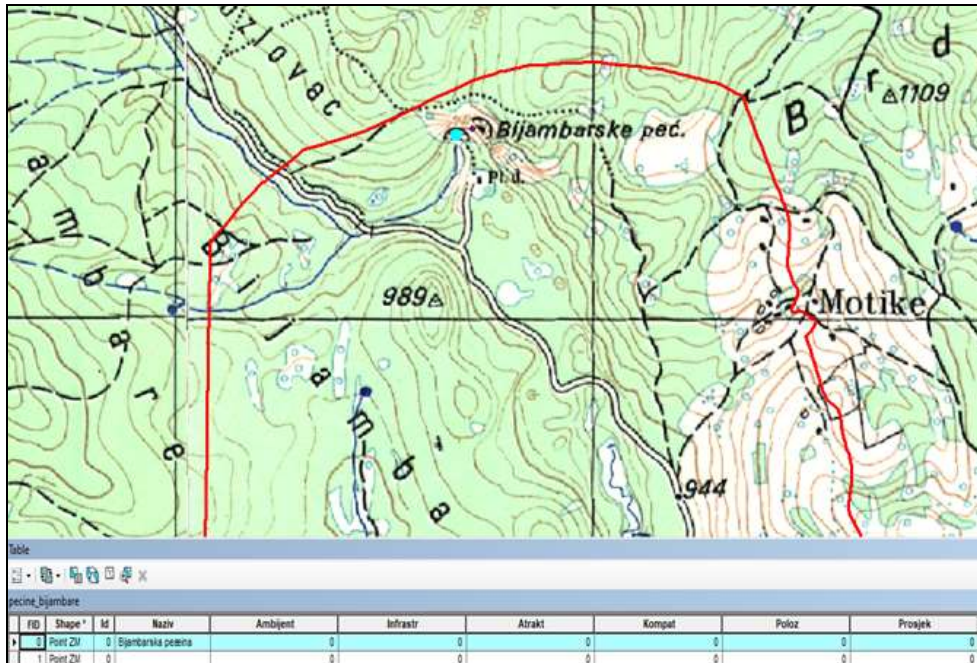 ozlovac
d
r
B
1109
Bijambarske peć.
Pl. d.
a
m
b
a
r
e
B
i
j
a
m
b
a
r
989
Motike
944
Table
pecine_bijambare
FID Shape * Id Naziv Ambijent Infrastr Atrakt Kompat Poloz Prosjek
0 Point ZM 0 Bijambarska pećina 0 0 0 0 0 0
1 Point ZM 0 0 0 0 0 0 0